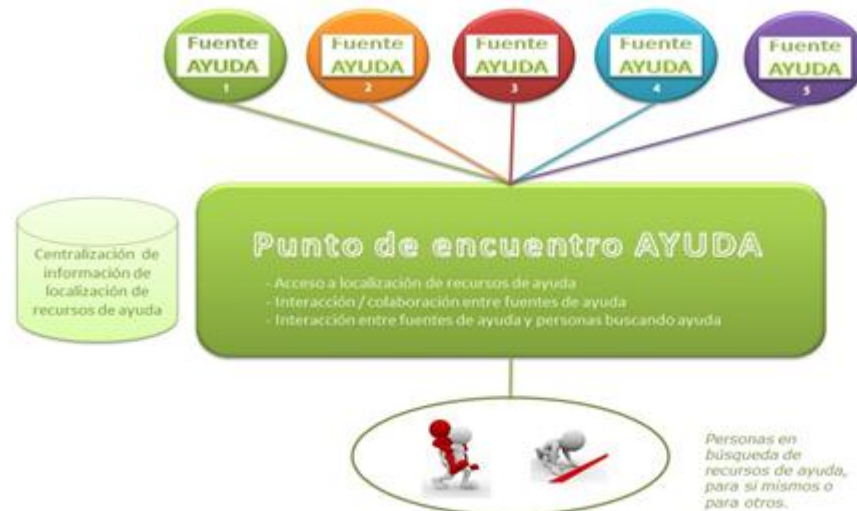 Fuente
AYUDA
1
Fuente
AYUDA
2
Fuente
AYUDA
3
Fuente
AYUDA
4
Fuente
AYUDA
5
Centralización de
información de
localización de
recursos de ayuda
Punto de encuentro AYUDA
- Acceso a localización de recursos de ayuda
- Interacción / colaboración entre fuentes de ayuda
- Interacción entre fuentes de ayuda y personas buscando ayuda
Personas en
búsqueda de
recursos de ayuda,
para si mismos o
para otros.